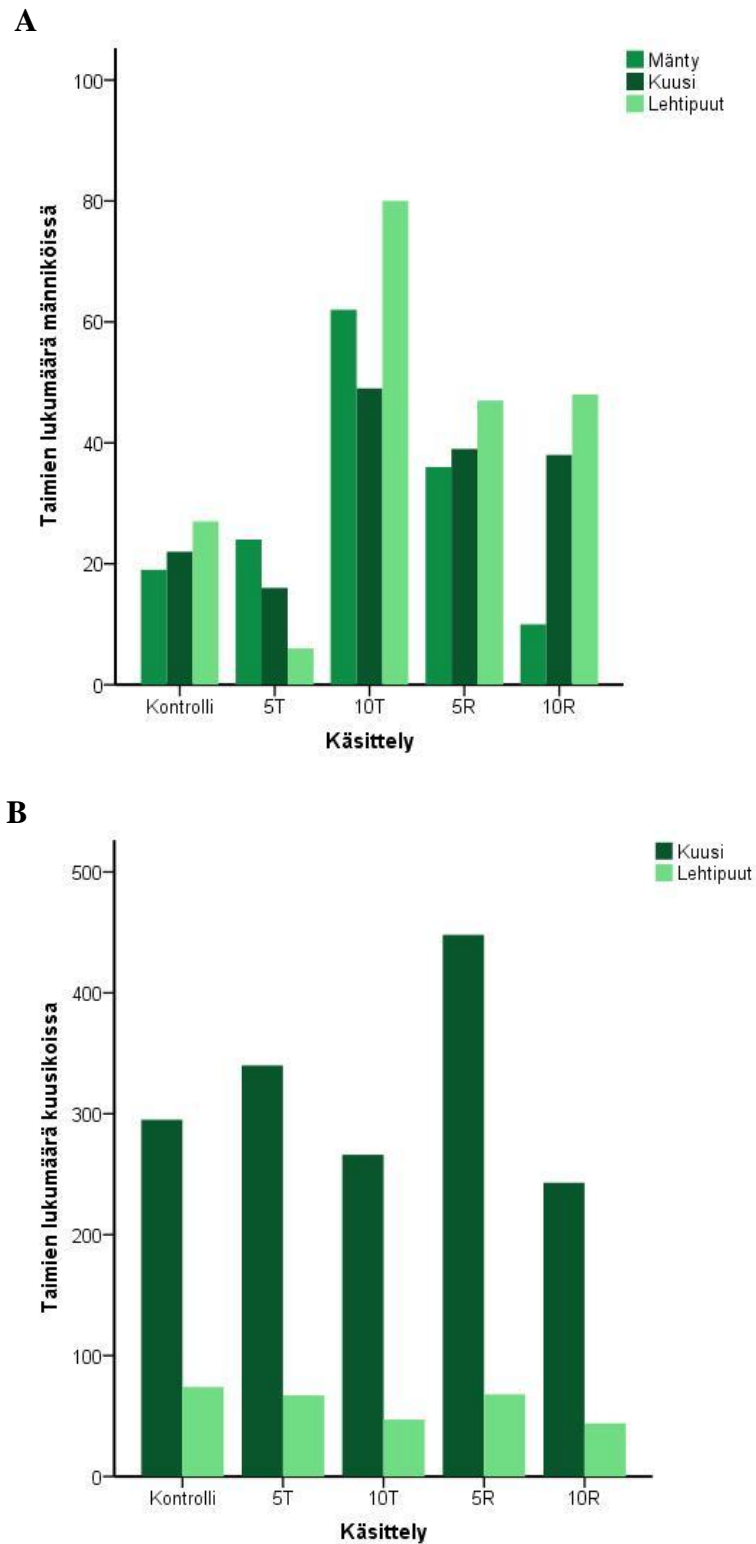 A
Mänty
Kuusi
Lehtipuut
Taimien lukumäärä männiköissä
100
80
60
40
20
0
Kontrolli 5T 10T 5R 10R
Käsittely
B
Kuusi
Lehtipuut
Taimien lukumäärä kuusikoissa
500
400
300
200
100
0
Kontrolli 5T 10T 5R 10R
Käsittely